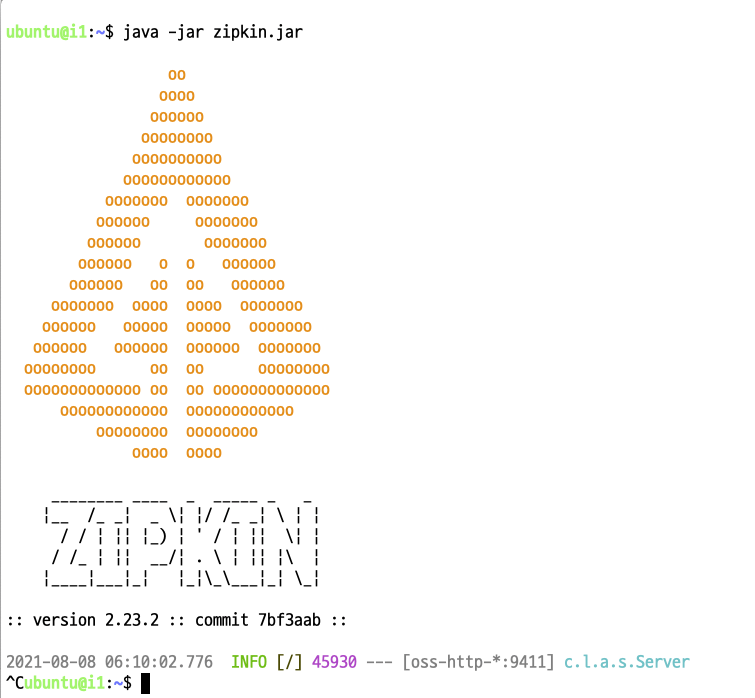 ubuntu@i1:~$ java -jar zipkin.jar
                  oo
                 oooo
                oooooo
               oooooooo
              oooooooooo
             oooooooooooo
           ooooooo  ooooooo
          oooooo     ooooooo
         oooooo       ooooooo
        oooooo   o  o   oooooo
       oooooo   oo  oo   oooooo
     ooooooo  oooo  oooo  ooooooo
    oooooo   ooooo  ooooo  ooooooo
   oooooo   oooooo  oooooo  ooooooo
  oooooooo      oo  oo      oooooooo
  ooooooooooooo oo  oo ooooooooooooo
      oooooooooooo  oooooooooooo
          oooooooo  oooooooo
              oooo  oooo
     ________ ____  _  _____ _   _
    |__  /_ _|  _ \| |/ /_ _| \ | |
      / / | || |_) | ' / | ||  \| |
     / /_ | ||  __/| . \ | || |\  |
    |____|___|_|   |_|\_\___|_| \_|
:: version 2.23.2 :: commit 7bf3aab ::
2021-08-08 06:10:02.776  INFO [/] 45930 --- [oss-http-*:9411] c.l.a.s.Server
^Cubuntu@i1:~$